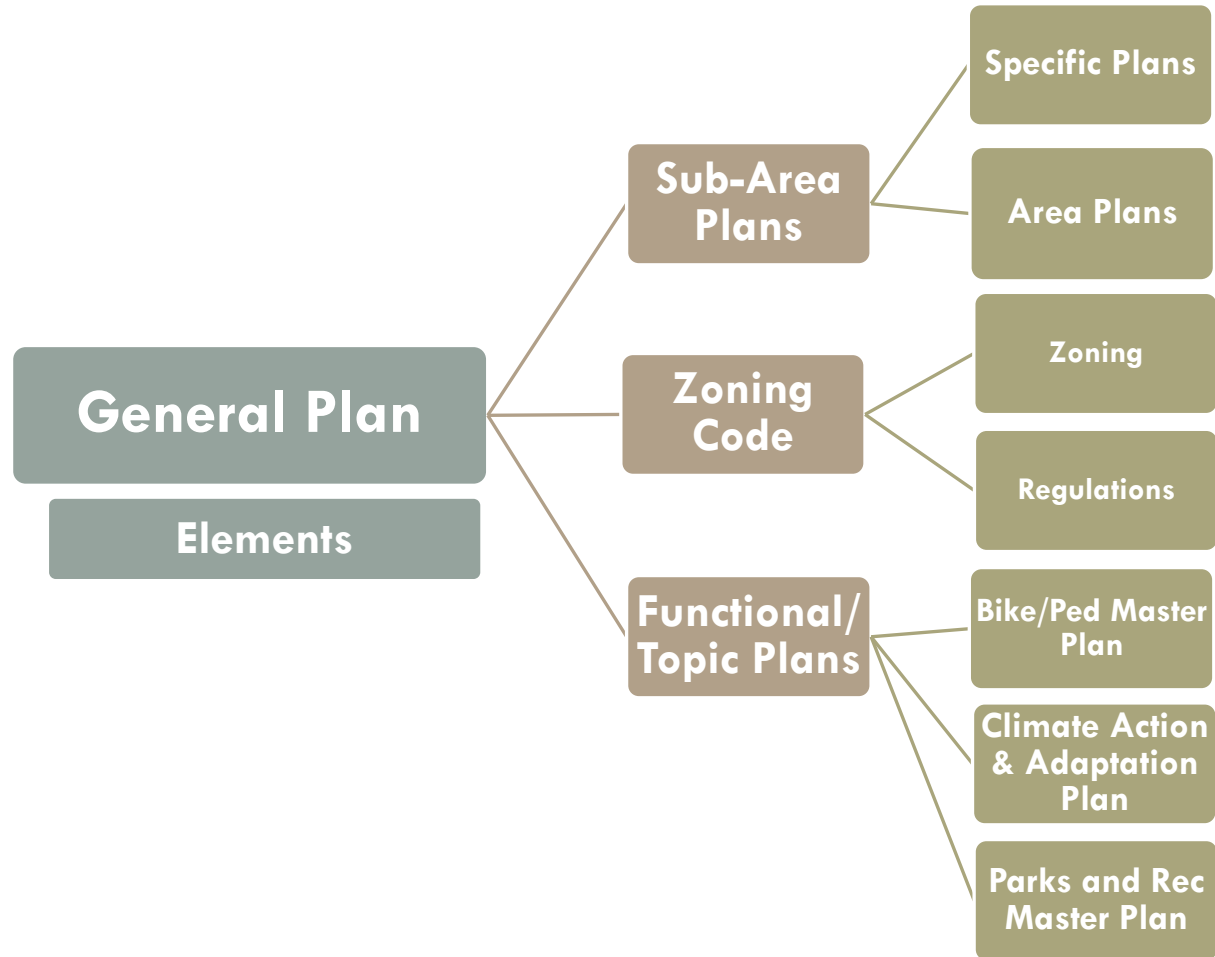 General Plan
Elements
Sub-Area
Plans
Specific Plans
Area Plans
Zoning
Code
Zoning
Regulations
Functional/
Topic Plans
Bike/Ped Master
Plan
Climate Action
& Adaptation
Plan
Parks and Rec
Master Plan